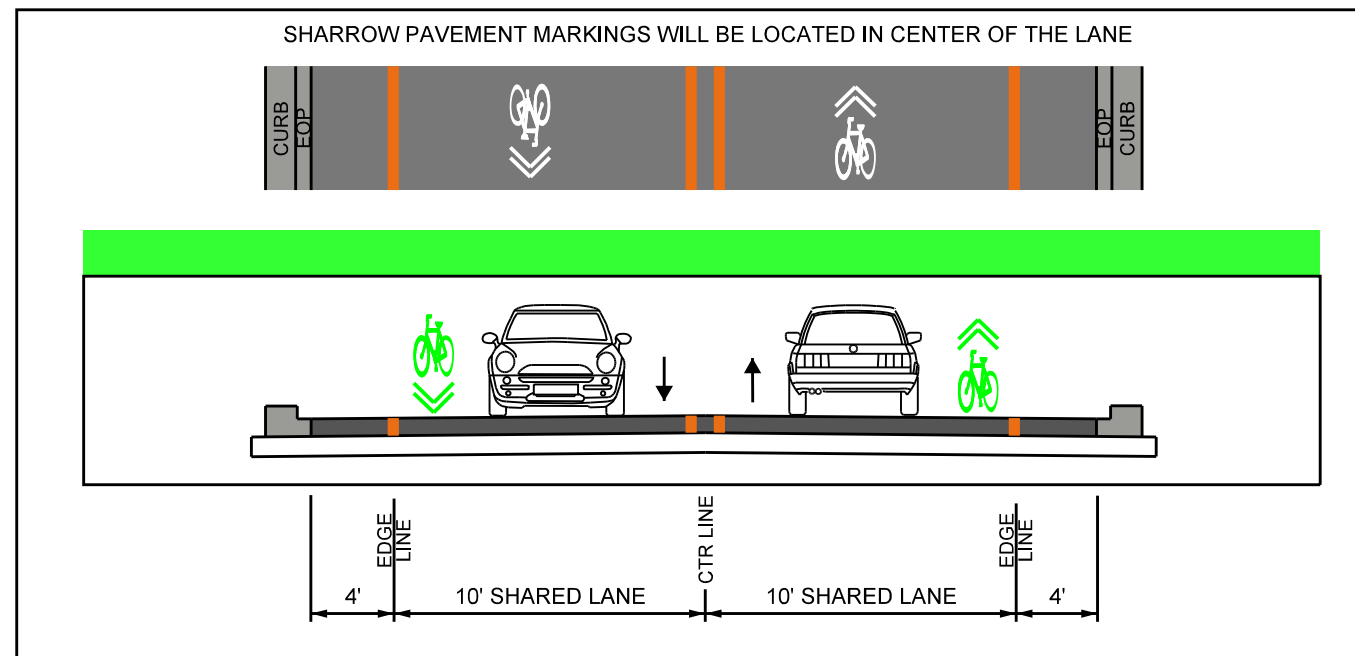 SHARROW PAVEMENT MARKINGS WILL BE LOCATED IN CENTER OF THE LANE
CURB
EOP
EOP
CURB
EDGE
LINE
CTR LINE
EDGE
LINE
4'
10' SHARED LANE
10' SHARED LANE
4'